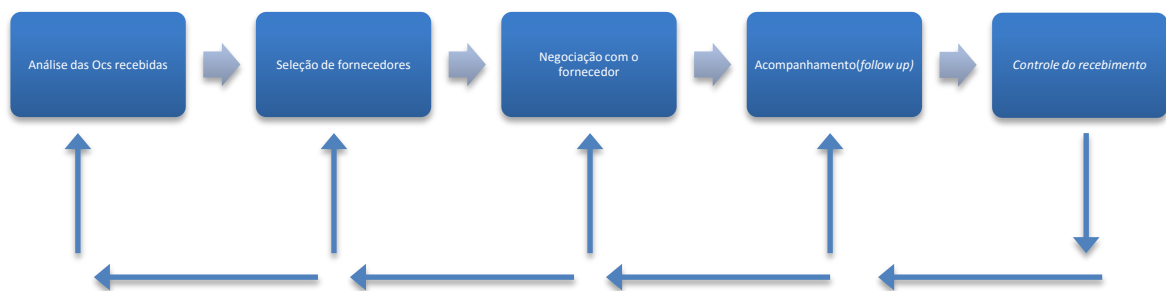 Análise das Ocs recebidas
Seleção de fornecedores
Negociação com o
fornecedor
Acompanhamento(follow up)
Controle do recebimento